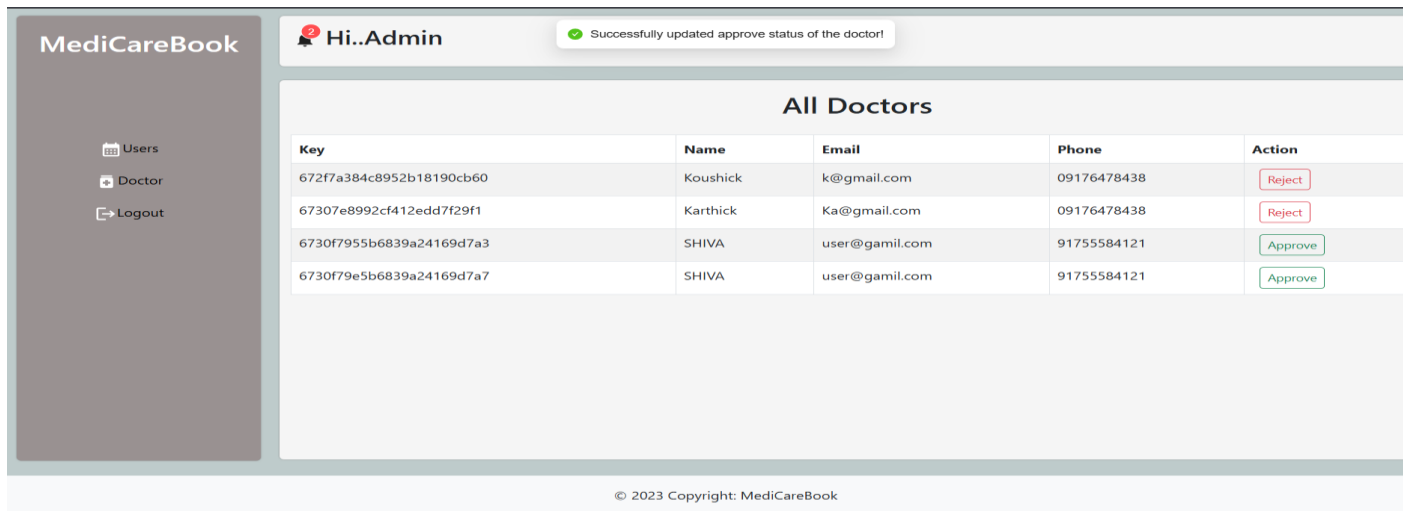 MediCareBook
Users
Doctor
Logout
2
Hi..Admin
Successfully updated approve status of the doctor!
All Doctors
Key Name Email Phone Action
672f7a384c8952b18190cb60 Koushick k@gmail.com 09176478438 Reject
67307e8992cf412edd7f29f1 Karthick Ka@gmail.com 09176478438 Reject
6730f7955b6839a24169d7a3 SHIVA user@gamil.com 91755584121 Approve
6730f79e5b6839a24169d7a7 SHIVA user@gamil.com 91755584121 Approve
© 2023 Copyright: MediCareBook